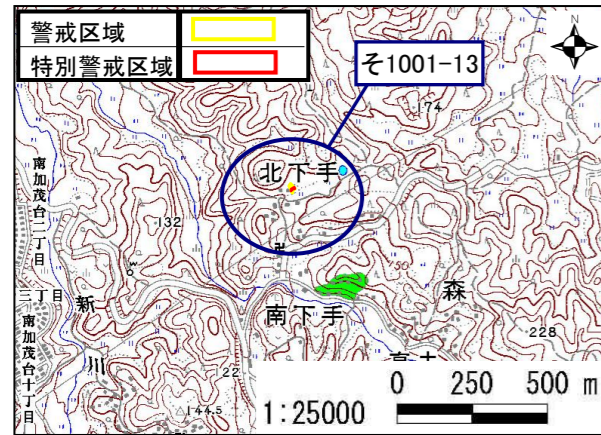 警戒区域
特別警戒区域
N
そ1001-13
174
北下手
南加茂台二丁目
132
三丁目
新川
南加茂台十丁目
150
森
南下手
228
22
144.5
1:25000
0 250 500 m